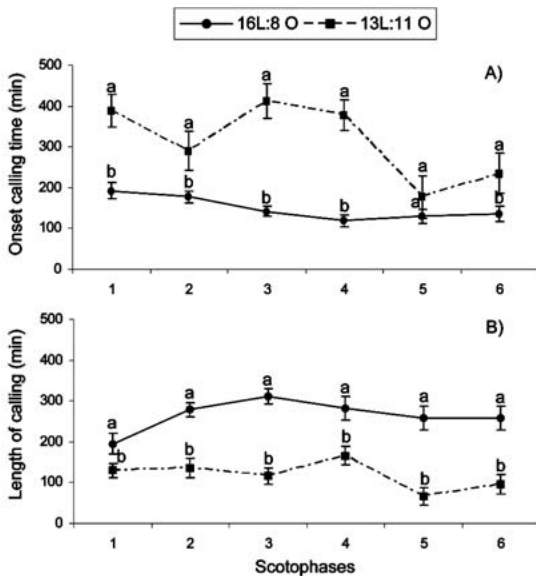 16L:8 O 13L:11 O
A)
Onset calling time (min)
500
400
300
200
100
0
a a a a a a
b b b b a b
1 2 3 4 5 6
B)
Length of calling (min)
500
400
300
200
100
0
a a a a a a
b b b b b b
1 2 3 4 5 6
Scotophases